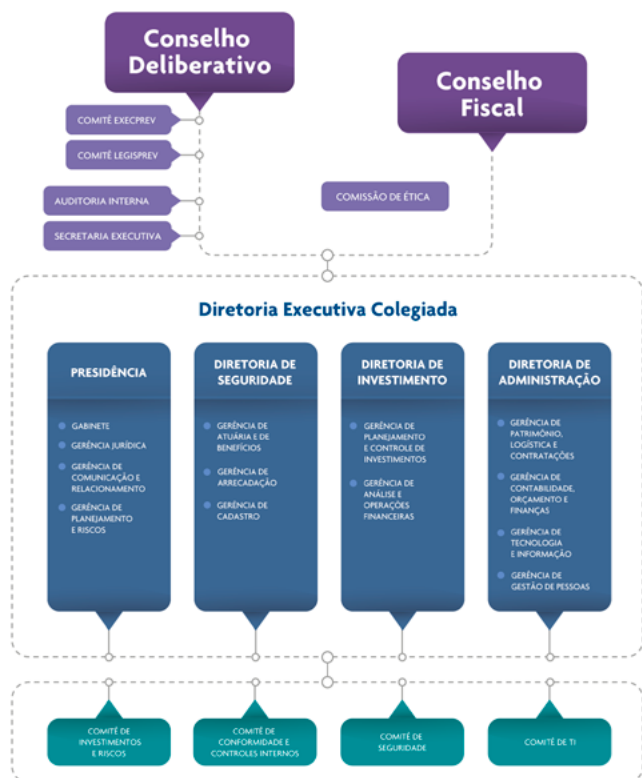 Conselho
Deliberativo
Conselho
Fiscal
COMITÊ EXECPREV
COMITÊ LEGISPREV
AUDITORIA INTERNA
SECRETARIA EXECUTIVA
COMISSÃO DE ÉTICA
Diretoria Executiva Colegiada
PRESIDÊNCIA
GABINETE
GERÊNCIA JURÍDICA
GERÊNCIA DE
COMUNICAÇÃO E
RELACIONAMENTO
GERÊNCIA DE
PLANEJAMENTO
E RISCOS
DIRETORIA DE
SEGURIDADE
GERÊNCIA DE
ATUÁRIA E DE
BENEFÍCIOS
GERÊNCIA DE
ARRECADAÇÃO
GERÊNCIA DE
CADASTRO
DIRETORIA DE
INVESTIMENTO
GERÊNCIA DE
PLANEJAMENTO
E CONTROLE DE
INVESTIMENTOS
GERÊNCIA DE
ANÁLISE E
OPERAÇÕES
FINANCEIRAS
DIRETORIA DE
ADMINISTRAÇÃO
GERÊNCIA DE
PATRIMÔNIO,
LOGÍSTICA E
CONTRATAÇÕES
GERÊNCIA DE
CONTABILIDADE,
ORÇAMENTO E
FINANÇAS
GERÊNCIA DE
TECNOLOGIA
E INFORMAÇÃO
GERÊNCIA DE
GESTÃO DE PESSOAS
COMITÊ DE
INVESTIMENTOS
E RISCOS
COMITÊ DE
CONFORMIDADE E
CONTROLES INTERNOS
COMITÊ DE
SEGURIDADE
COMITÊ DE TI